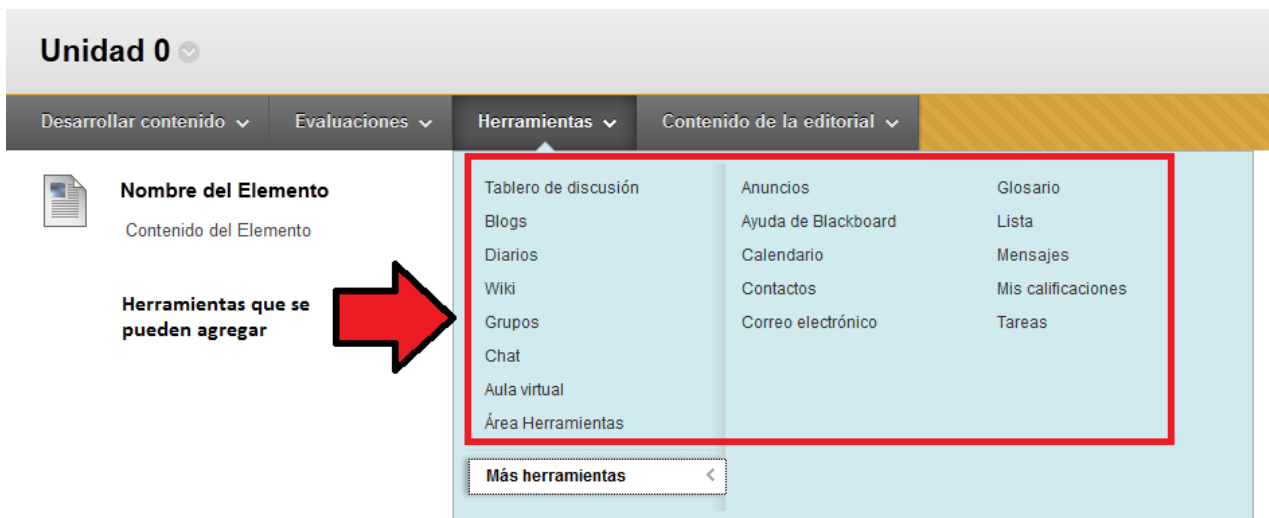 Unidad 0
Desarrollar contenido
Evaluaciones
Herramientas
Contenido de la editorial
Nombre del Elemento
Contenido del Elemento
Herramientas que se
pueden agregar
Tablero de discusión
Blogs
Diarios
Wiki
Grupos
Chat
Aula virtual
Área Herramientas
Más herramientas
Anuncios
Ayuda de Blackboard
Calendario
Contactos
Correo electrónico
Glosario
Lista
Mensajes
Mis calificaciones
Tareas